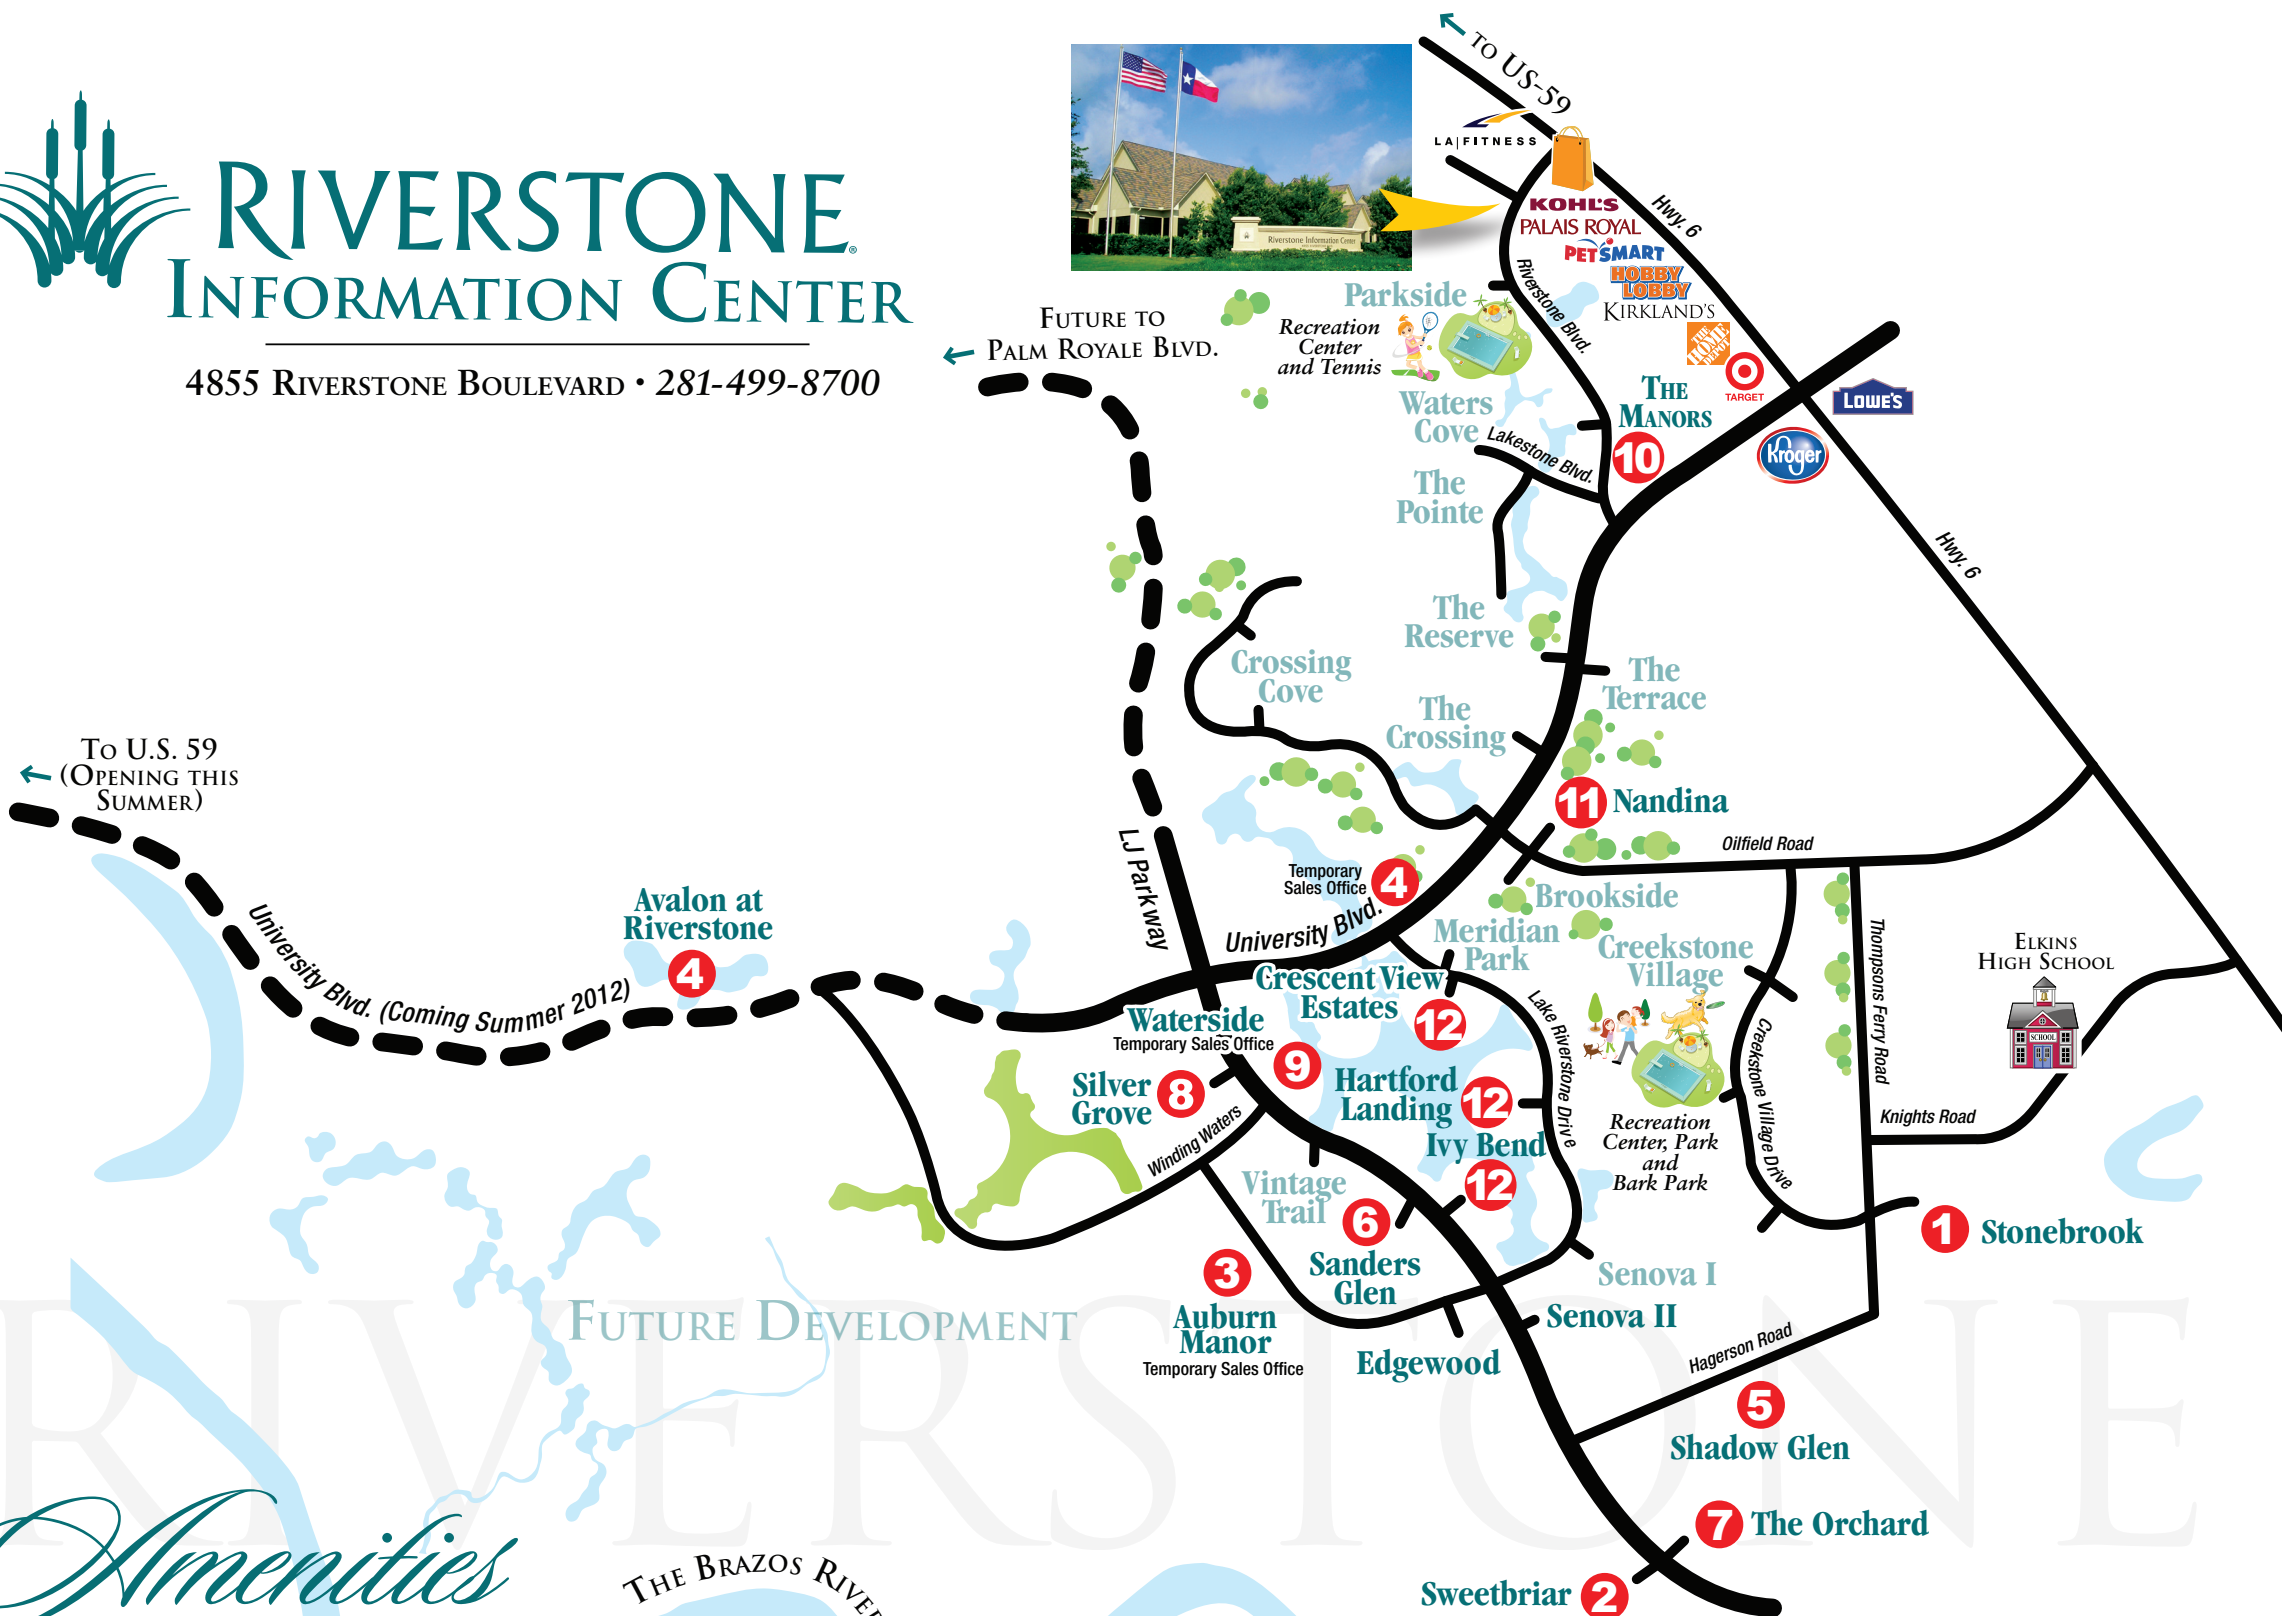 RIVERSTONE®
INFORMATION CENTER
4855 RIVERSTONE BOULEVARD • 281-499-8700
TO US-59
LA|FITNESS
Riverstone Information Center
KOHL'S
PALAIS ROYAL
PETSMART
HOBBY
LOBBY
KIRKLAND'S
THE
HOME
DEPOT
TARGET
LOWE'S
Kroger
Hwy. 6
Riverstone Blvd.
Parkside
Recreation
Center
and Tennis
FUTURE TO
PALM ROYALE BLVD.
Waters
Cove
Lakestone Blvd.
THE
MANORS
10
The
Pointe
Hwy. 6
The
Reserve
The
Terrace
Crossing
Cove
The
Crossing
11 Nandina
Oilfield Road
TO U.S. 59
(OPENING THIS
SUMMER)
LJ Parkway
Temporary
Sales Office 4
University Blvd.
Brookside
Meridian
Park
Creekstone
Village
Avalon at
Riverstone
4
University Blvd. (Coming Summer 2012)
Thompsons Ferry Road
ELKINS
HIGH SCHOOL
SCHOOL
Crescent View
Estates
12
Waterside
Temporary Sales Office
9
Lake Riverstone Drive
Creekstone Village Drive
Silver
Grove 8
Hartford
Landing 12
Ivy Bend
12
Winding Waters
Recreation
Center, Park
and
Bark Park
Knights Road
Vintage
Trail
6
Sanders
Glen
1 Stonebrook
3
Auburn
Manor
Temporary Sales Office
Senova I
Senova II
Edgewood
FUTURE DEVELOPMENT
Hagerson Road
5
Shadow Glen
RIVERSTONE
7 The Orchard
Sweetbriar 2
Amenities
THE BRAZOS RIVER